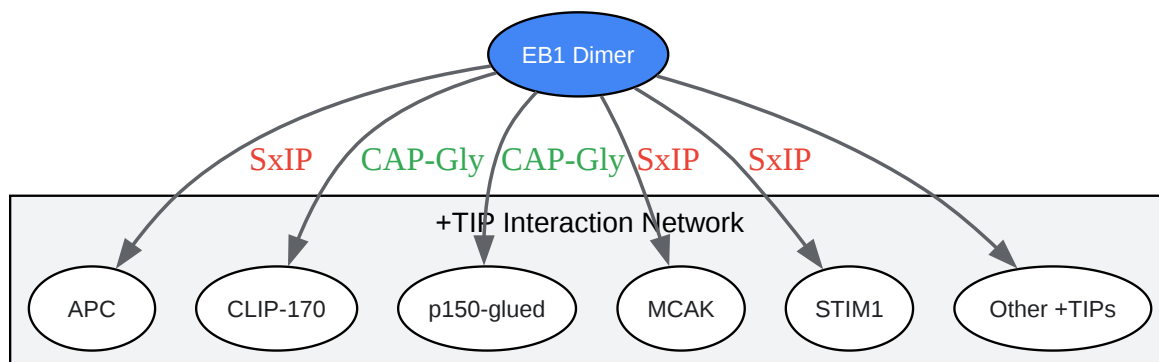 EB1 Dimer
SxIP
CAP-Gly
CAP-Gly
SxIP
SxIP
+TIP Interaction Network
APC
CLIP-170
p150-glued
MCAK
STIM1
Other +TIPs